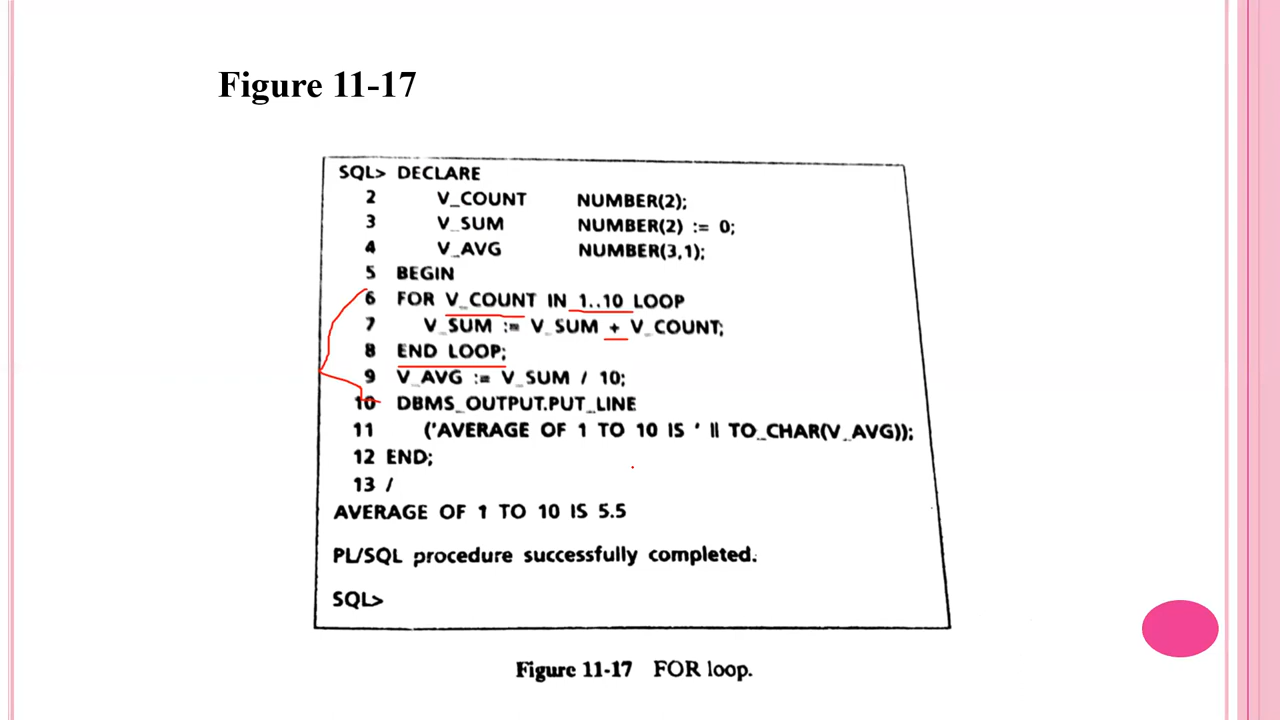 Figure 11-17
SQL> DECLARE
2 V_COUNT NUMBER(2);
3 V_SUM NUMBER(2) := 0;
4 V_AVG NUMBER(3,1);
5 BEGIN
6 FOR V_COUNT IN 1..10 LOOP
7 V_SUM := V_SUM + V_COUNT;
8 END LOOP;
9 V_AVG := V_SUM / 10;
10 DBMS_OUTPUT.PUT_LINE
11 ('AVERAGE OF 1 TO 10 IS ' || TO_CHAR(V_AVG));
12 END;
13 /
AVERAGE OF 1 TO 10 IS 5.5
PL/SQL procedure successfully completed.
SQL>
Figure 11-17 FOR loop.